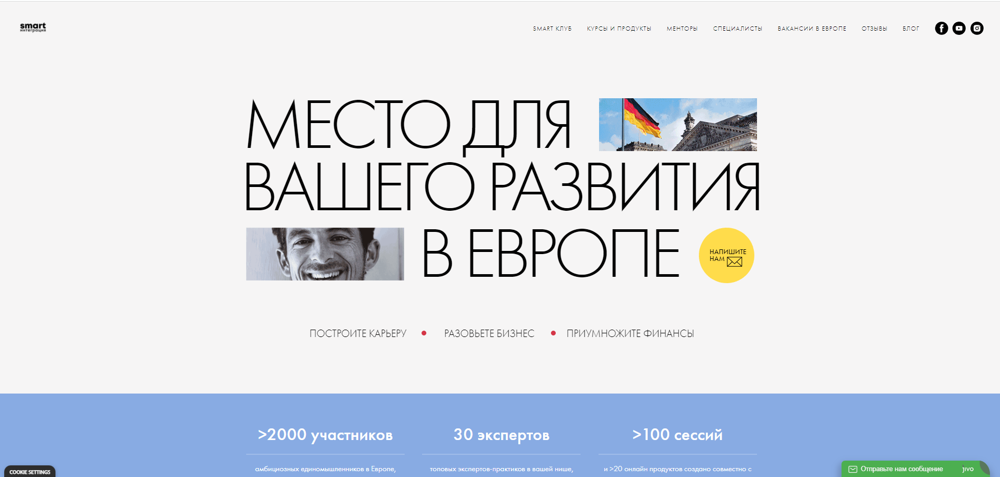 smart
интеграция
SMART КЛУБ
КУРСЫ И ПРОДУКТЫ
МЕНТОРЫ
СПЕЦИАЛИСТЫ
ВАКАНСИИ В ЕВРОПЕ
ОТЗЫВЫ
БЛОГ
МЕСТО ДЛЯ
ВАШЕГО РАЗВИТИЯ
В ЕВРОПЕ
НАПИШИТЕ
НАМ
ПОСТРОИТЕ КАРЬЕРУ
РАЗОВЬЕТЕ БИЗНЕС
ПРИУМНОЖИТЕ ФИНАНСЫ
>2000 участников
30 экспертов
>100 сессий
амбициозных единомышленников в Европе,
топовых экспертов-практиков в вашей нише,
и >20 онлайн продуктов создано совместно с
COOKIE SETTINGS
Отправьте нам сообщение
jivo